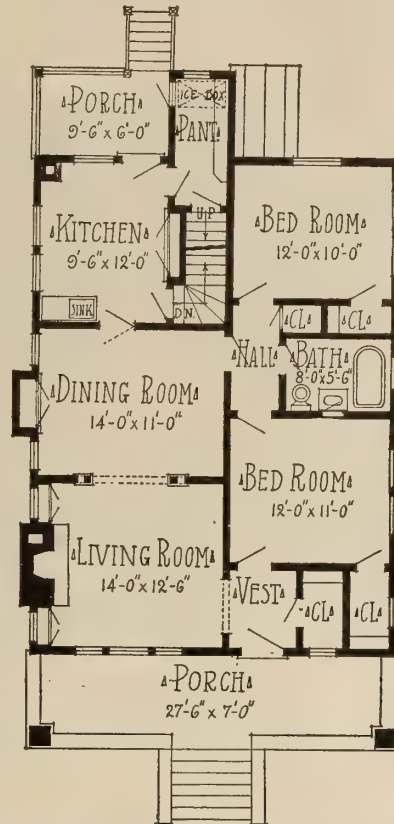 PORCH
9'-6" x 6'-0"
ICE-BOX
PANT
UP
KITCHEN
9'-6" x 12'-0"
SINK
DN.
BED ROOM
12'-0" x 10'-0"
CL
CL
HALL
BATH
8'-0" x 5'-6"
DINING ROOM
14'-0" x 11'-0"
BED ROOM
12'-0" x 11'-0"
LIVING ROOM
14'-0" x 12'-6"
VEST
CL
CL
PORCH
27'-6" x 7'-0"